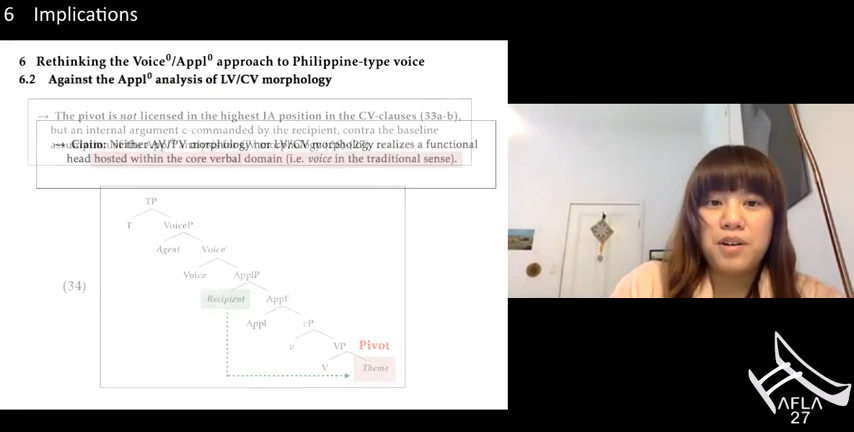 6 Implications
6 Rethinking the Voice⁰/Appl⁰ approach to Philippine-type voice
6.2 Against the Appl⁰ analysis of LV/CV morphology
→ The pivot is not licensed in the highest IA position in the CV-clauses (33a-b),
but an internal argument c-commanded by the recipient, contra the baseline
→ Claim: Neither AV/PV morphology nor LV/CV morphology realizes a functional
head hosted within the core verbal domain (i.e. voice in the traditional sense).
TP
T VoiceP
Agent Voice'
Voice ApplP
(34)
Recipient Appl'
Appl vP
v VP Pivot
V Theme
AFLA
27